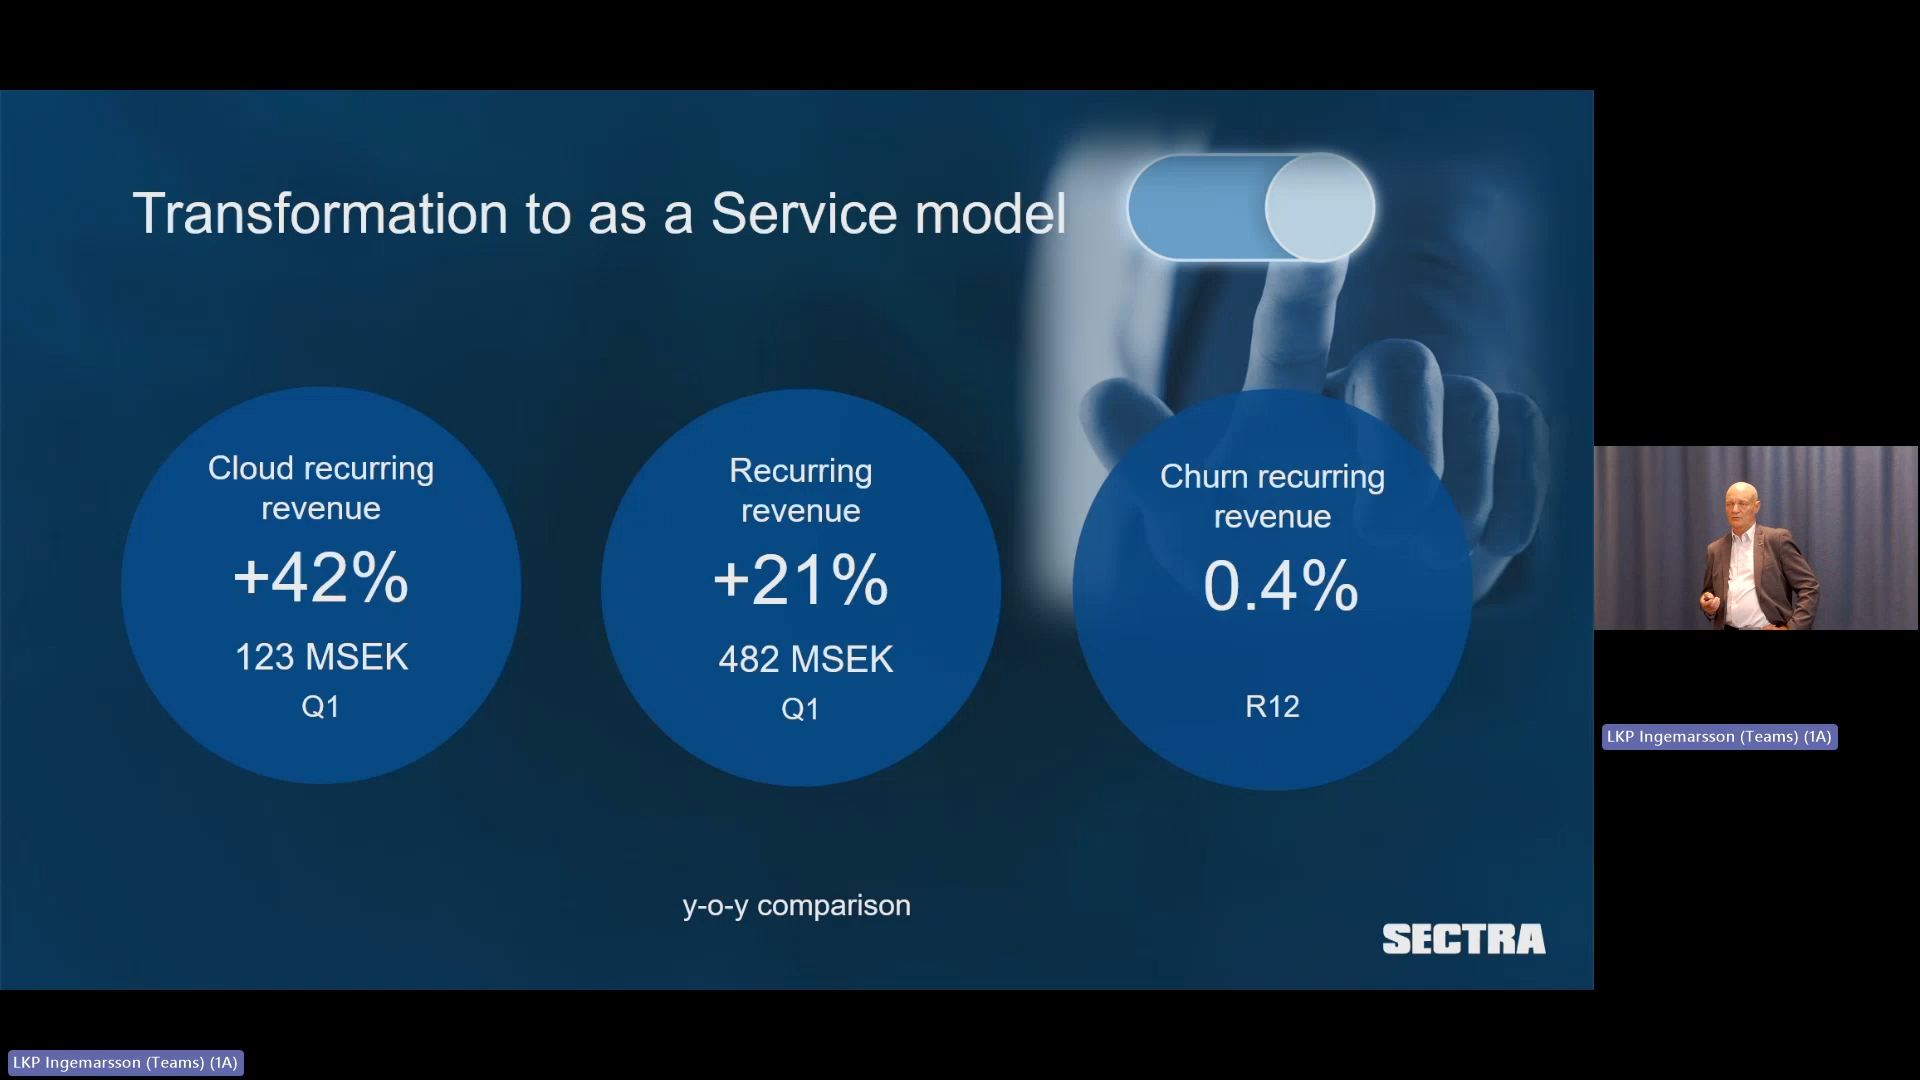 Transformation to as a Service model
Cloud recurring
revenue
+42%
123 MSEK
Q1
Recurring
revenue
+21%
482 MSEK
Q1
Churn recurring
revenue
0.4%
R12
y-o-y comparison
SECTRA
LKP Ingemarsson (Teams) (1A)
LKP Ingemarsson (Teams) (1A)